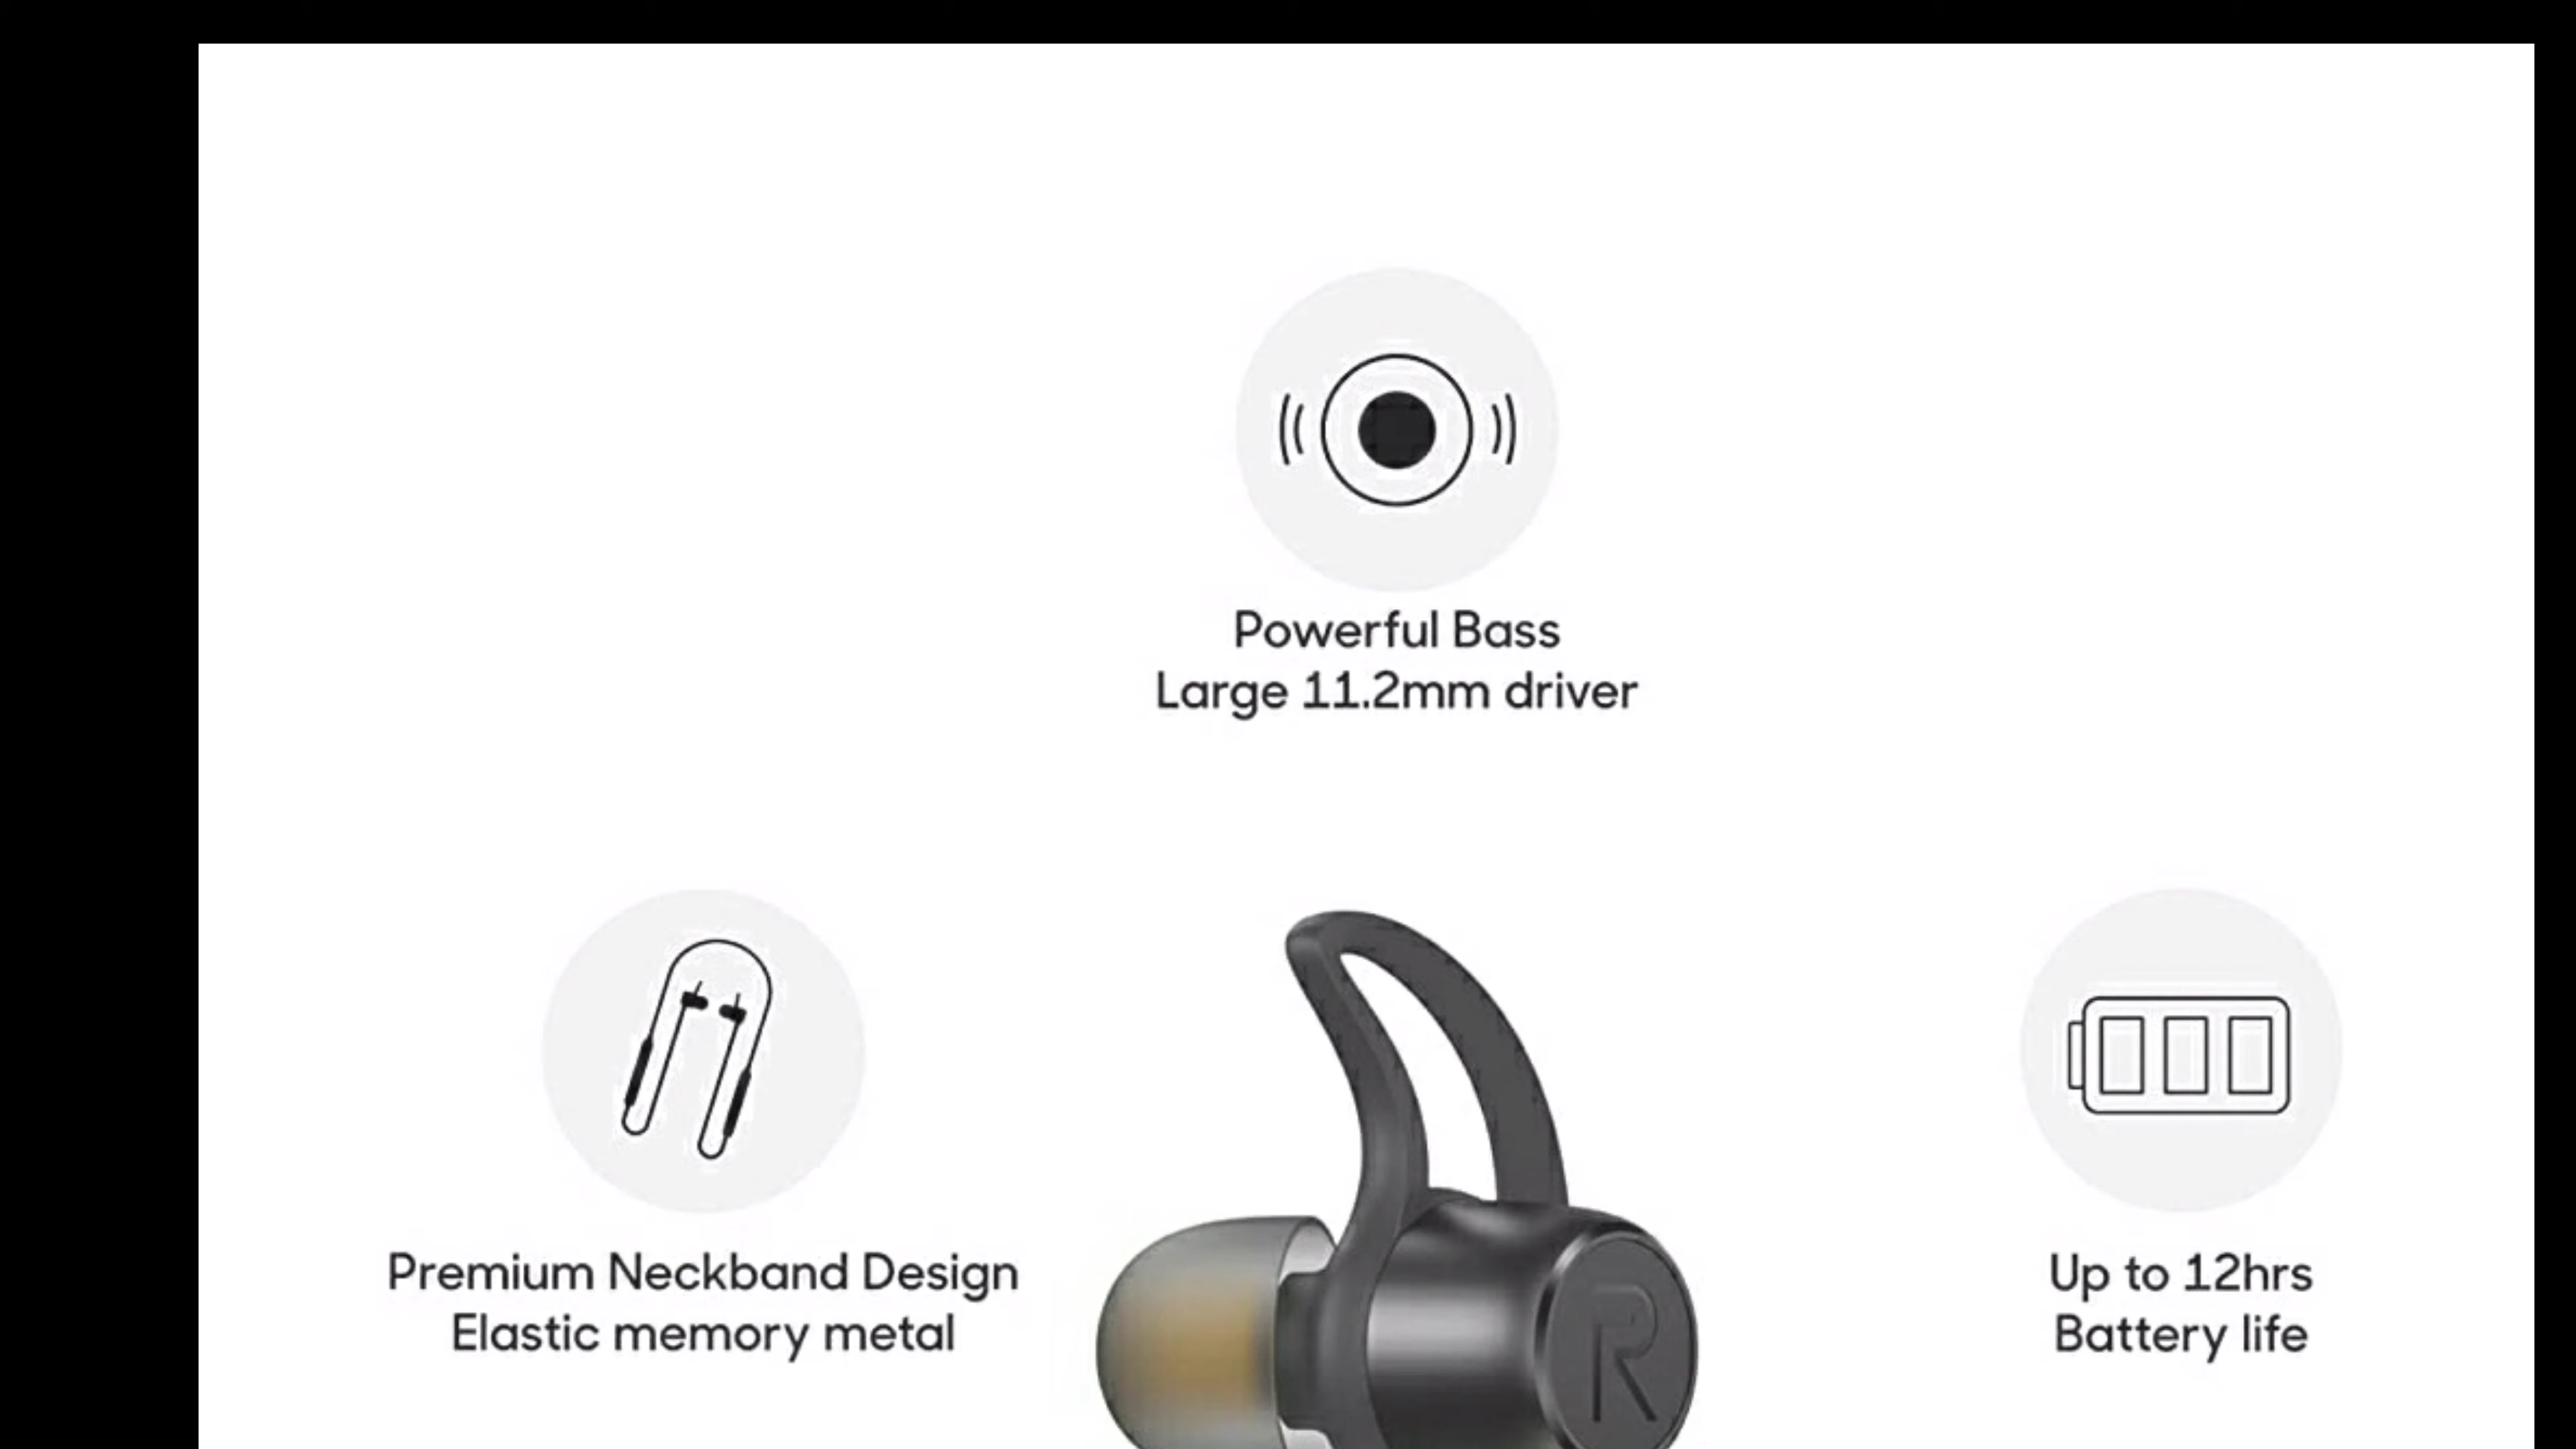 Powerful Bass
Large 11.2mm driver
Premium Neckband Design
Elastic memory metal
Up to 12hrs
Battery life
R